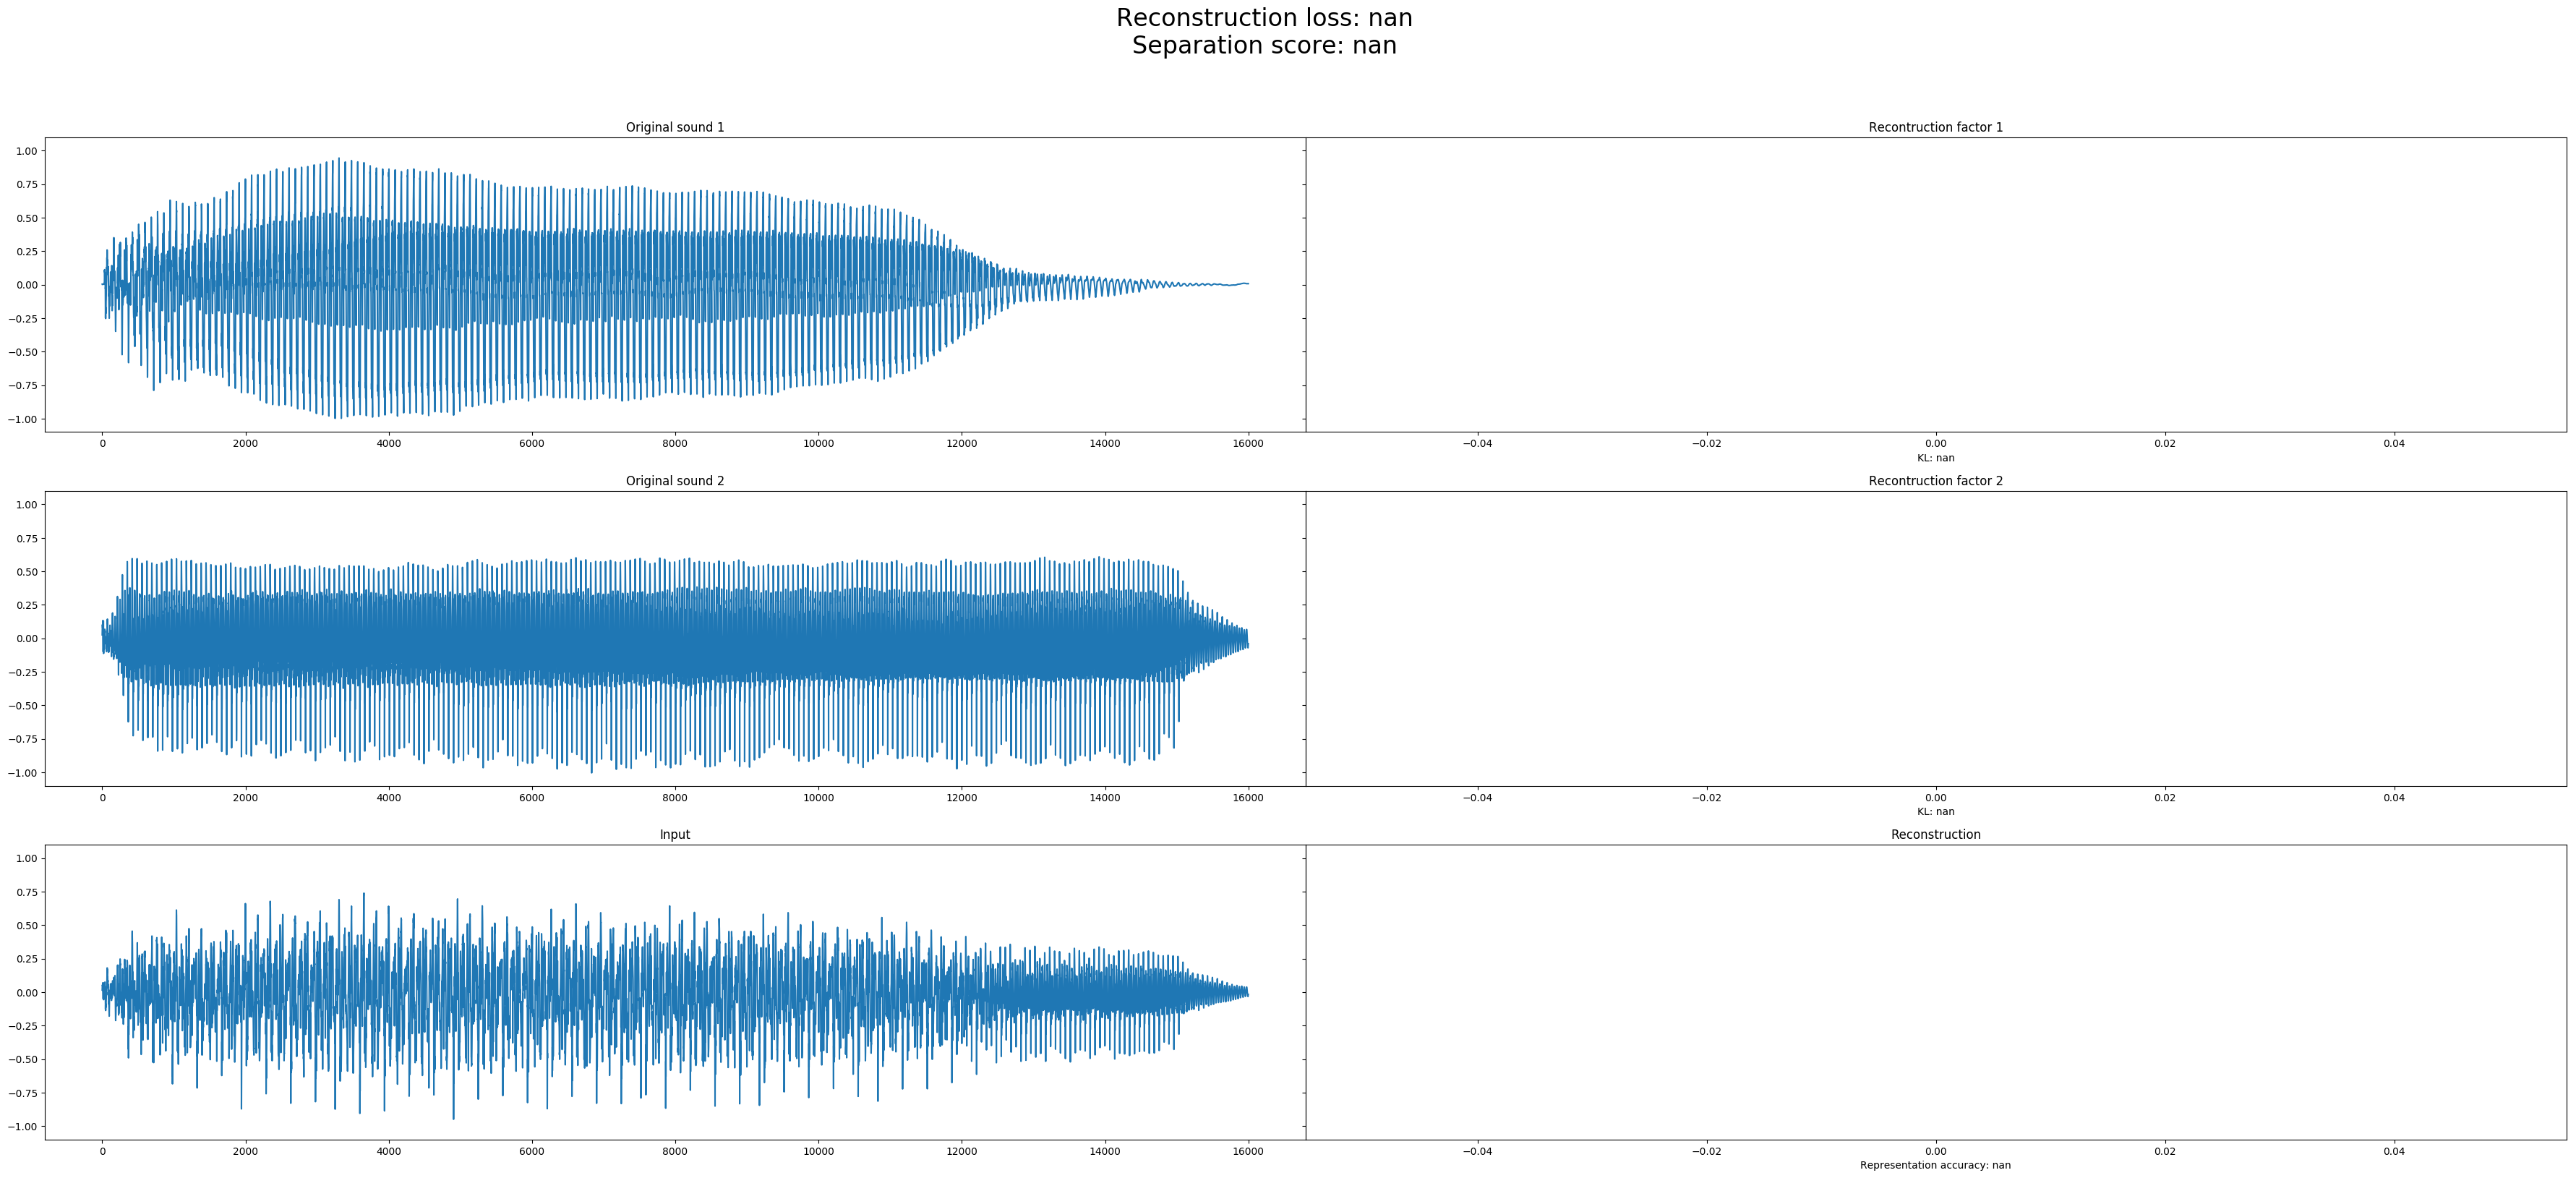 Reconstruction loss: nan
Separation score: nan
Original sound 1
Recontruction factor 1
1.00
0.75
0.50
0.25
0.00
−0.25
−0.50
−0.75
−1.00
0 2000 4000 6000 8000 10000 12000 14000 16000
−0.04 −0.02 0.00 0.02 0.04
KL: nan
Original sound 2
Recontruction factor 2
1.00
0.75
0.50
0.25
0.00
−0.25
−0.50
−0.75
−1.00
0 2000 4000 6000 8000 10000 12000 14000 16000
−0.04 −0.02 0.00 0.02 0.04
KL: nan
Input
Reconstruction
1.00
0.75
0.50
0.25
0.00
−0.25
−0.50
−0.75
−1.00
0 2000 4000 6000 8000 10000 12000 14000 16000
−0.04 −0.02 0.00 0.02 0.04
Representation accuracy: nan